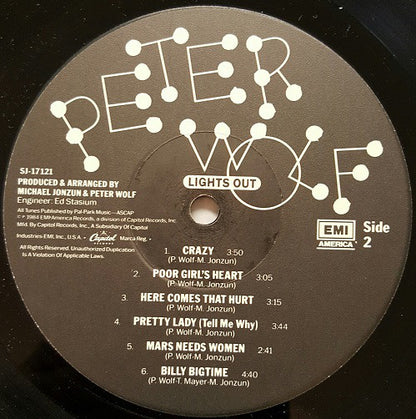 PETER
WOLF
LIGHTS OUT
SJ-17121
PRODUCED & ARRANGED BY
MICHAEL JONZUN & PETER WOLF
Engineer: Ed Stasium
All Tunes Published by Pal-Park Music—ASCAP
© ℗ 1984 EMI America Records, a division of Capitol Records, Inc.
Mfd. By Capitol Records, Inc., A Subsidiary Of Capitol
Industries-EMI, Inc., U.S.A. • Capitol Marca Reg. •
All Rights Reserved. Unauthorized Duplication
Is A Violation Of Applicable Laws.
EMI
AMERICA
Side
2
1. CRAZY 3:50
(P. Wolf-M. Jonzun)
2. POOR GIRL'S HEART 3:05
(P. Wolf-M. Jonzun)
3. HERE COMES THAT HURT 3:15
(P. Wolf-M. Jonzun)
4. PRETTY LADY (Tell Me Why) 3:44
(P. Wolf-M. Jonzun)
5. MARS NEEDS WOMEN 2:41
(P. Wolf-M. Jonzun)
6. BILLY BIGTIME 4:40
(P. Wolf-T. Mayer-M. Jonzun)